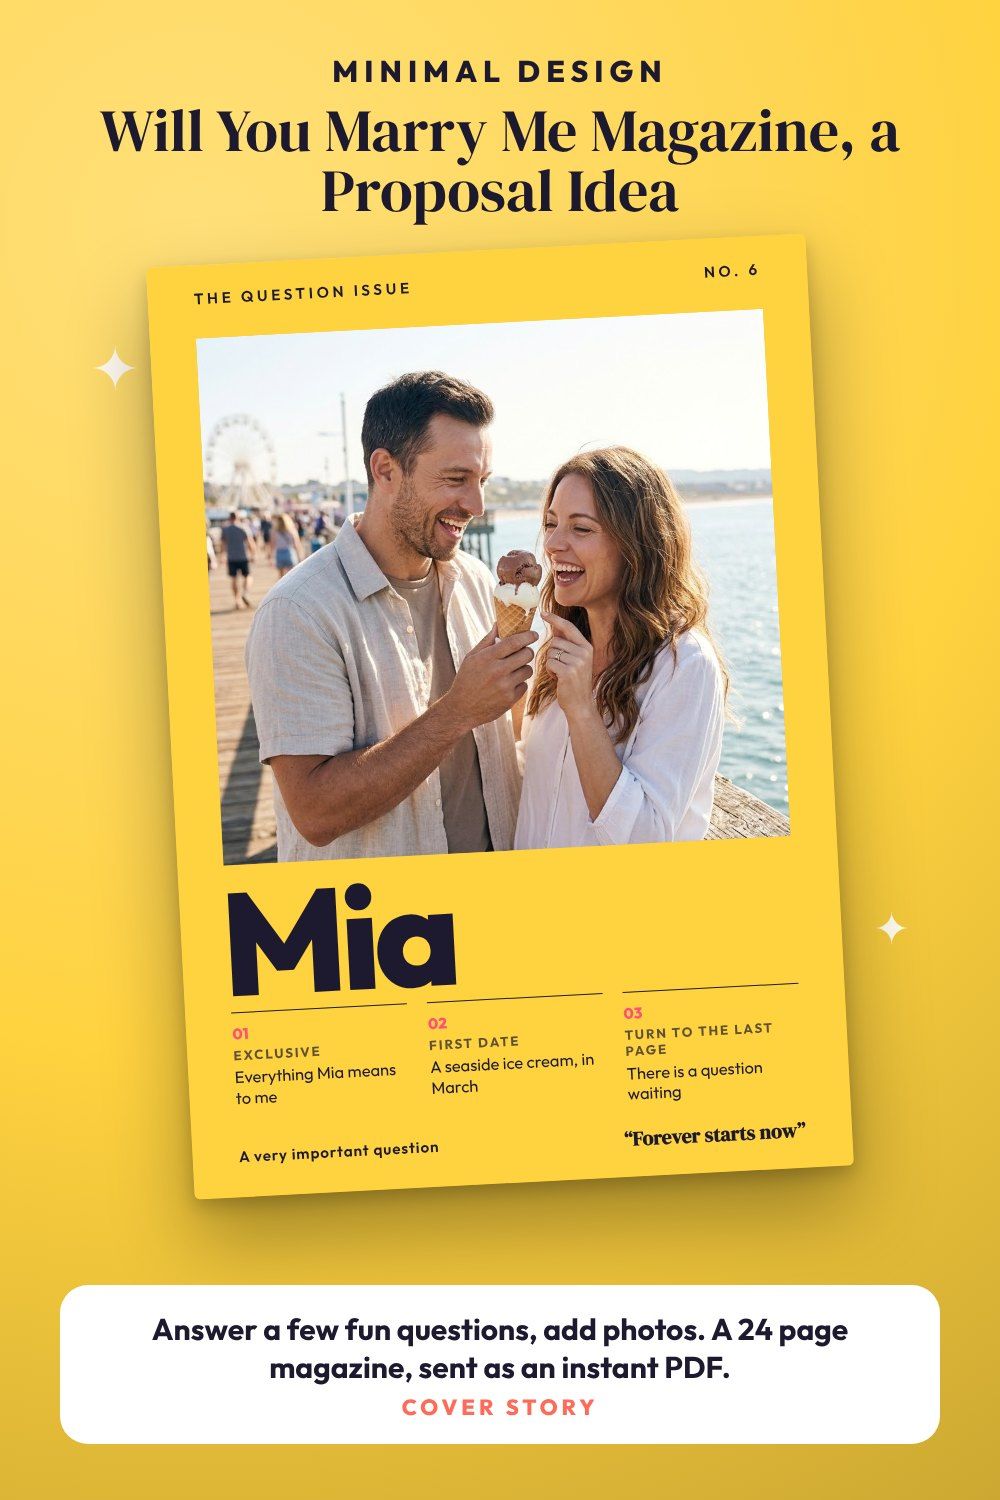 MINIMAL DESIGN
Will You Marry Me Magazine, a
Proposal Idea
THE QUESTION ISSUE
NO. 6
Mia
01
EXCLUSIVE
Everything Mia means
to me
02
FIRST DATE
A seaside ice cream, in
March
03
TURN TO THE LAST
PAGE
There is a question
waiting
A very important question
“Forever starts now”
Answer a few fun questions, add photos. A 24 page
magazine, sent as an instant PDF.
COVER STORY